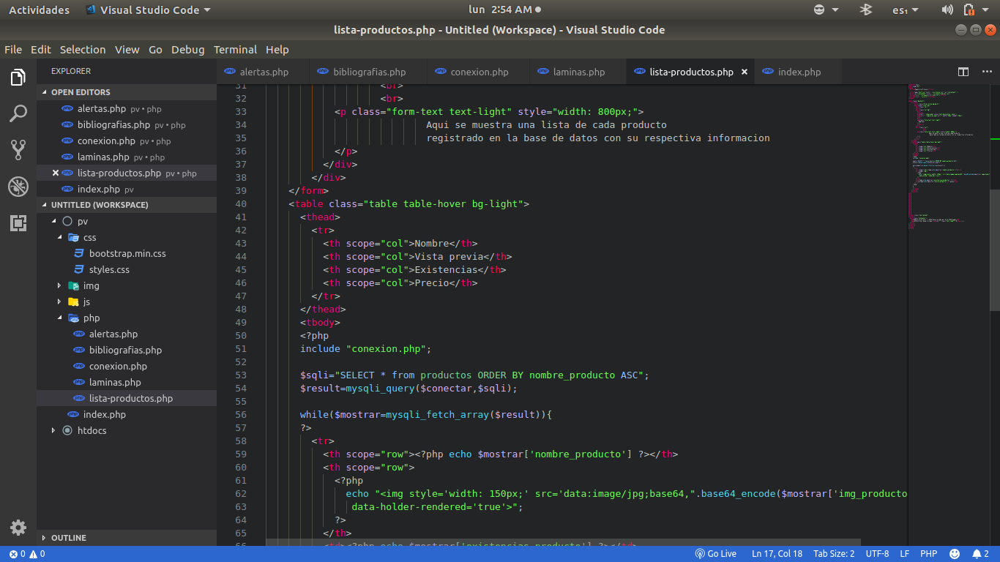 Actividades Visual Studio Code lun 2:54 AM es₁
lista-productos.php - Untitled (Workspace) - Visual Studio Code
File Edit Selection View Go Debug Terminal Help
EXPLORER
OPEN EDITORS
alertas.php pv • php
bibliografias.php pv • php
conexion.php pv • php
laminas.php pv • php
lista-productos.php pv • php
index.php pv
UNTITLED (WORKSPACE)
pv
css
bootstrap.min.css
styles.css
img
js
php
alertas.php
bibliografias.php
conexion.php
laminas.php
lista-productos.php
index.php
htdocs
OUTLINE
alertas.php bibliografias.php conexion.php laminas.php lista-productos.php × index.php
31 <br>
32 <br>
33 <p class="form-text text-light" style="width: 800px;">
34 Aqui se muestra una lista de cada producto
35 registrado en la base de datos con su respectiva informacion
36 </p>
37 </div>
38 </div>
39 </form>
40 <table class="table table-hover bg-light">
41 <thead>
42 <tr>
43 <th scope="col">Nombre</th>
44 <th scope="col">Vista previa</th>
45 <th scope="col">Existencias</th>
46 <th scope="col">Precio</th>
47 </tr>
48 </thead>
49 <tbody>
50 <?php
51 include "conexion.php";
52
53 $sqli="SELECT * from productos ORDER BY nombre_producto ASC";
54 $result=mysqli_query($conectar,$sqli);
55
56 while($mostrar=mysqli_fetch_array($result)){
57 ?>
58 <tr>
59 <th scope="row"><?php echo $mostrar['nombre_producto'] ?></th>
60 <th scope="row">
61 <?php
62 echo "<img style='width: 150px;' src='data:image/jpg;base64,".base64_encode($mostrar['img_producto
63 data-holder-rendered='true'>";
64 ?>
65 </th>
66 <td><?php echo $mostrar['existencias_producto'] ?></td>
0 0 Go Live Ln 17, Col 18 Tab Size: 2 UTF-8 LF PHP 2